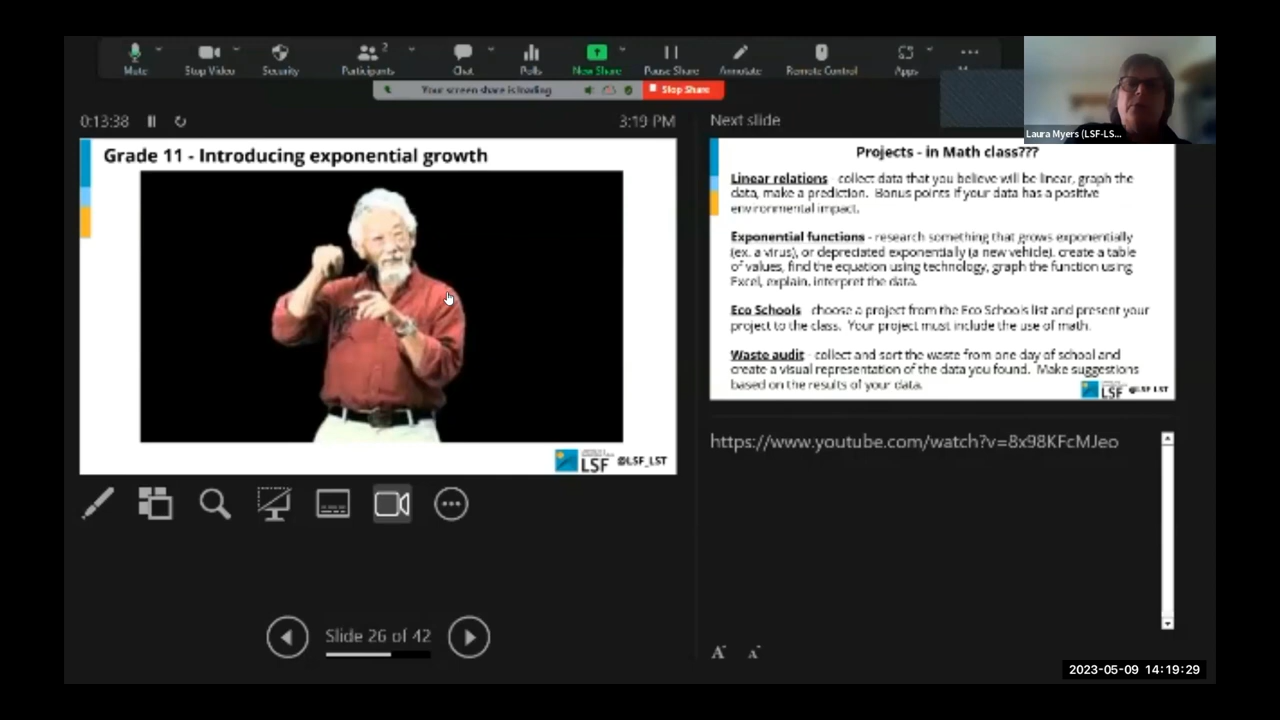 2
Mute
Stop Video
Security
Participants
Chat
Polls
New Share
Pause Share
Annotate
Remote Control
Apps
Your screen share is loading
Stop Share
Laura Myers (LSF-LS...
0:13:38
3:19 PM
Next slide
Grade 11 - Introducing exponential growth
LSF
@LSF_LST
Projects - in Math class???
Linear relations - collect data that you believe will be linear, graph the
data, make a prediction. Bonus points if your data has a positive
environmental impact.
Exponential functions - research something that grows exponentially
(ex. a virus), or depreciated exponentially (a new vehicle), create a table
of values, find the equation using technology, graph the function using
Excel, explain, interpret the data.
Eco Schools - choose a project from the Eco Schools list and present your
project to the class. Your project must include the use of math.
Waste audit - collect and sort the waste from one day of school and
create a visual representation of the data you found. Make suggestions
based on the results of your data.
LSF
@LSF_LST
https://www.youtube.com/watch?v=8x98KFcMJeo
Slide 26 of 42
A A
2023-05-09 14:19:29